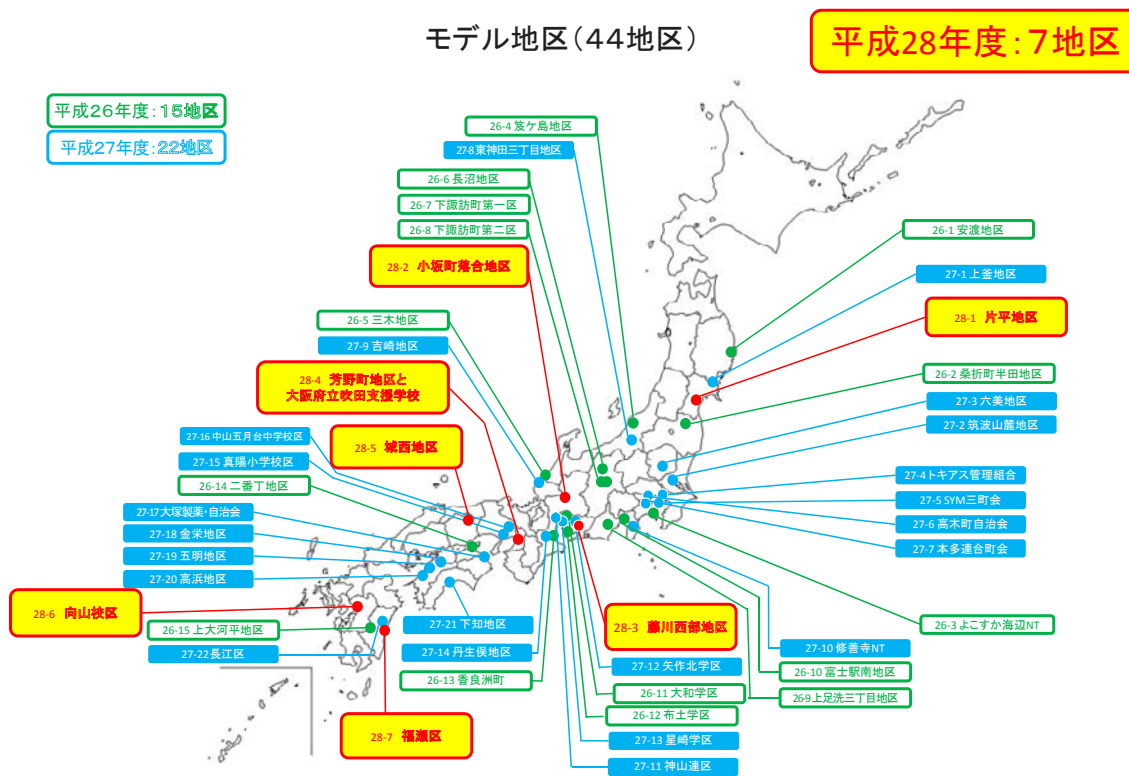 モデル地区(44地区)
平成28年度:7地区
平成26年度:15地区
平成27年度:22地区
26-4 笈ケ島地区
27-8東神田三丁目地区
26-6 長沼地区
26-7 下諏訪町第一区
26-8 下諏訪町第二区
28-2 小坂町落合地区
26-5 三木地区
27-9 吉崎地区
28-4 芳野町地区と
大阪府立吹田支援学校
27-16 中山五月台中学校区
28-5 城西地区
27-15 真陽小学校区
26-14 二番丁地区
27-17大塚製薬・自治会
27-18 金栄地区
27-19 五明地区
27-20 高浜地区
28-6 向山校区
26-15 上大河平地区
27-22長江区
28-7 福瀬区
27-21 下知地区
27-14 丹生俣地区
26-13 香良洲町
26-1 安渡地区
27-1 上釜地区
28-1 片平地区
26-2 桑折町半田地区
27-3 六美地区
27-2 筑波山麓地区
27-4トキアス管理組合
27-5 SYM三町会
27-6 高木町自治会
27-7 本多連合町会
26-3 よこすか海辺NT
27-10 修善寺NT
26-10 富士駅南地区
26-9上足洗三丁目地区
28-3 藤川西部地区
27-12 矢作北学区
26-11 大和学区
26-12 布土学区
27-13 星崎学区
27-11 神山連区